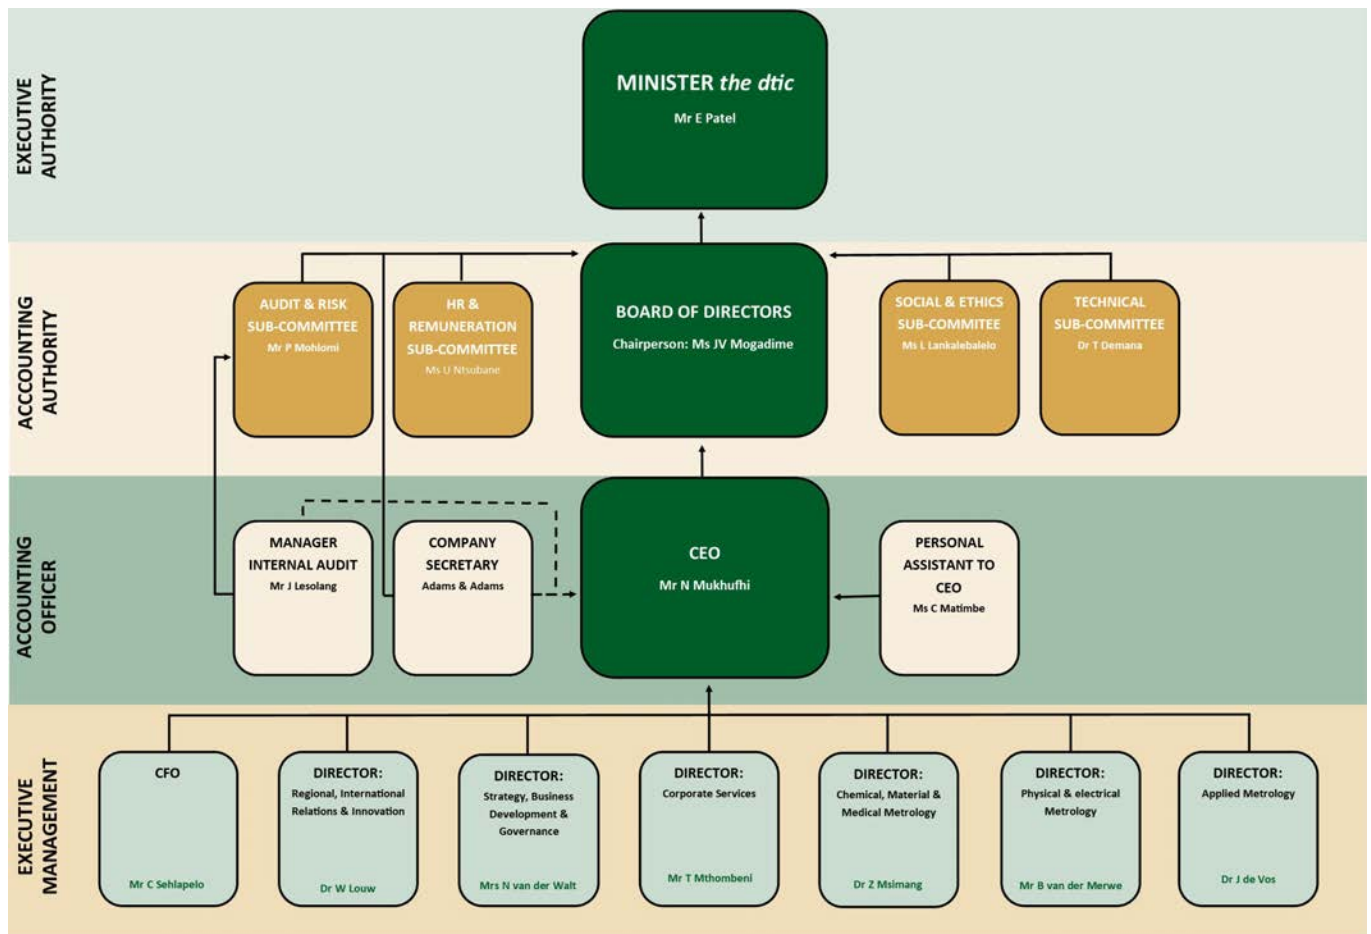 EXECUTIVE
AUTHORITY
MINISTER the dtic
Mr E Patel
ACCCOUNTING
AUTHORITY
AUDIT & RISK
SUB-COMMITTEE
Mr P Mohlomi
HR &
REMUNERATION
SUB-COMMITTEE
Ms U Ntsubane
BOARD OF DIRECTORS
Chairperson: Ms JV Mogadime
SOCIAL & ETHICS
SUB-COMMITEE
Ms L Lankalebalelo
TECHNICAL
SUB-COMMITTEE
Dr T Demana
ACCOUNTING
OFFICER
MANAGER
INTERNAL AUDIT
Mr J Lesolang
COMPANY
SECRETARY
Adams & Adams
CEO
Mr N Mukhufhi
PERSONAL
ASSISTANT TO
CEO
Ms C Matimbe
EXECUTIVE
MANAGEMENT
CFO
Mr C Sehlapelo
DIRECTOR:
Regional, International
Relations & Innovation
Dr W Louw
DIRECTOR:
Strategy, Business
Development &
Governance
Mrs N van der Walt
DIRECTOR:
Corporate Services
Mr T Mthombeni
DIRECTOR:
Chemical, Material &
Medical Metrology
Dr Z Msimang
DIRECTOR:
Physical & electrical
Metrology
Mr B van der Merwe
DIRECTOR:
Applied Metrology
Dr J de Vos